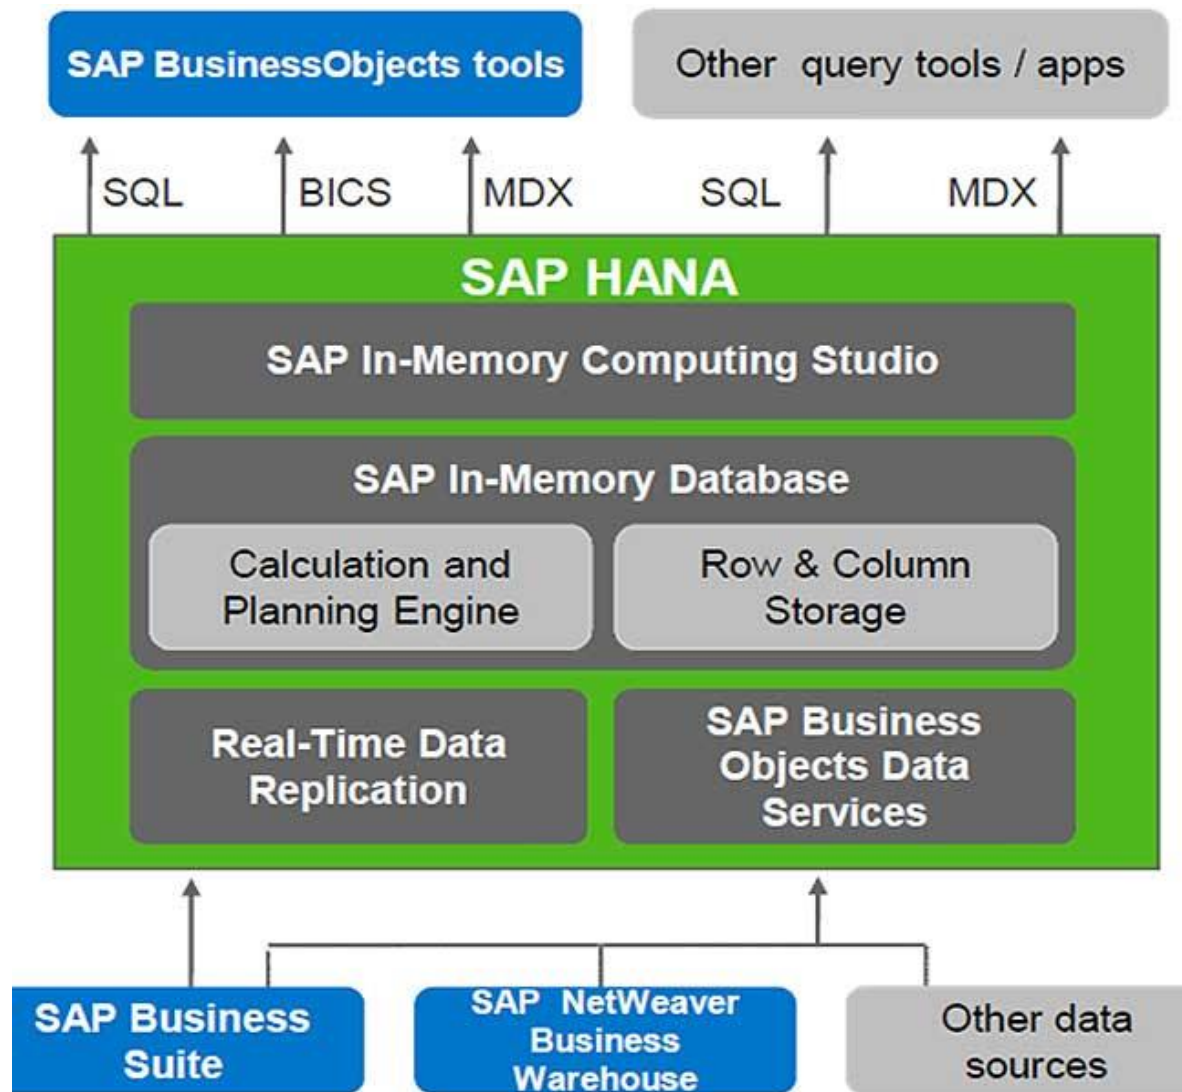 SAP BusinessObjects tools
Other query tools / apps
SQL
BICS
MDX
SQL
MDX
SAP HANA
SAP In-Memory Computing Studio
SAP In-Memory Database
Calculation and
Planning Engine
Row & Column
Storage
Real-Time Data
Replication
SAP Business
Objects Data
Services
SAP Business
Suite
SAP NetWeaver
Business
Warehouse
Other data
sources